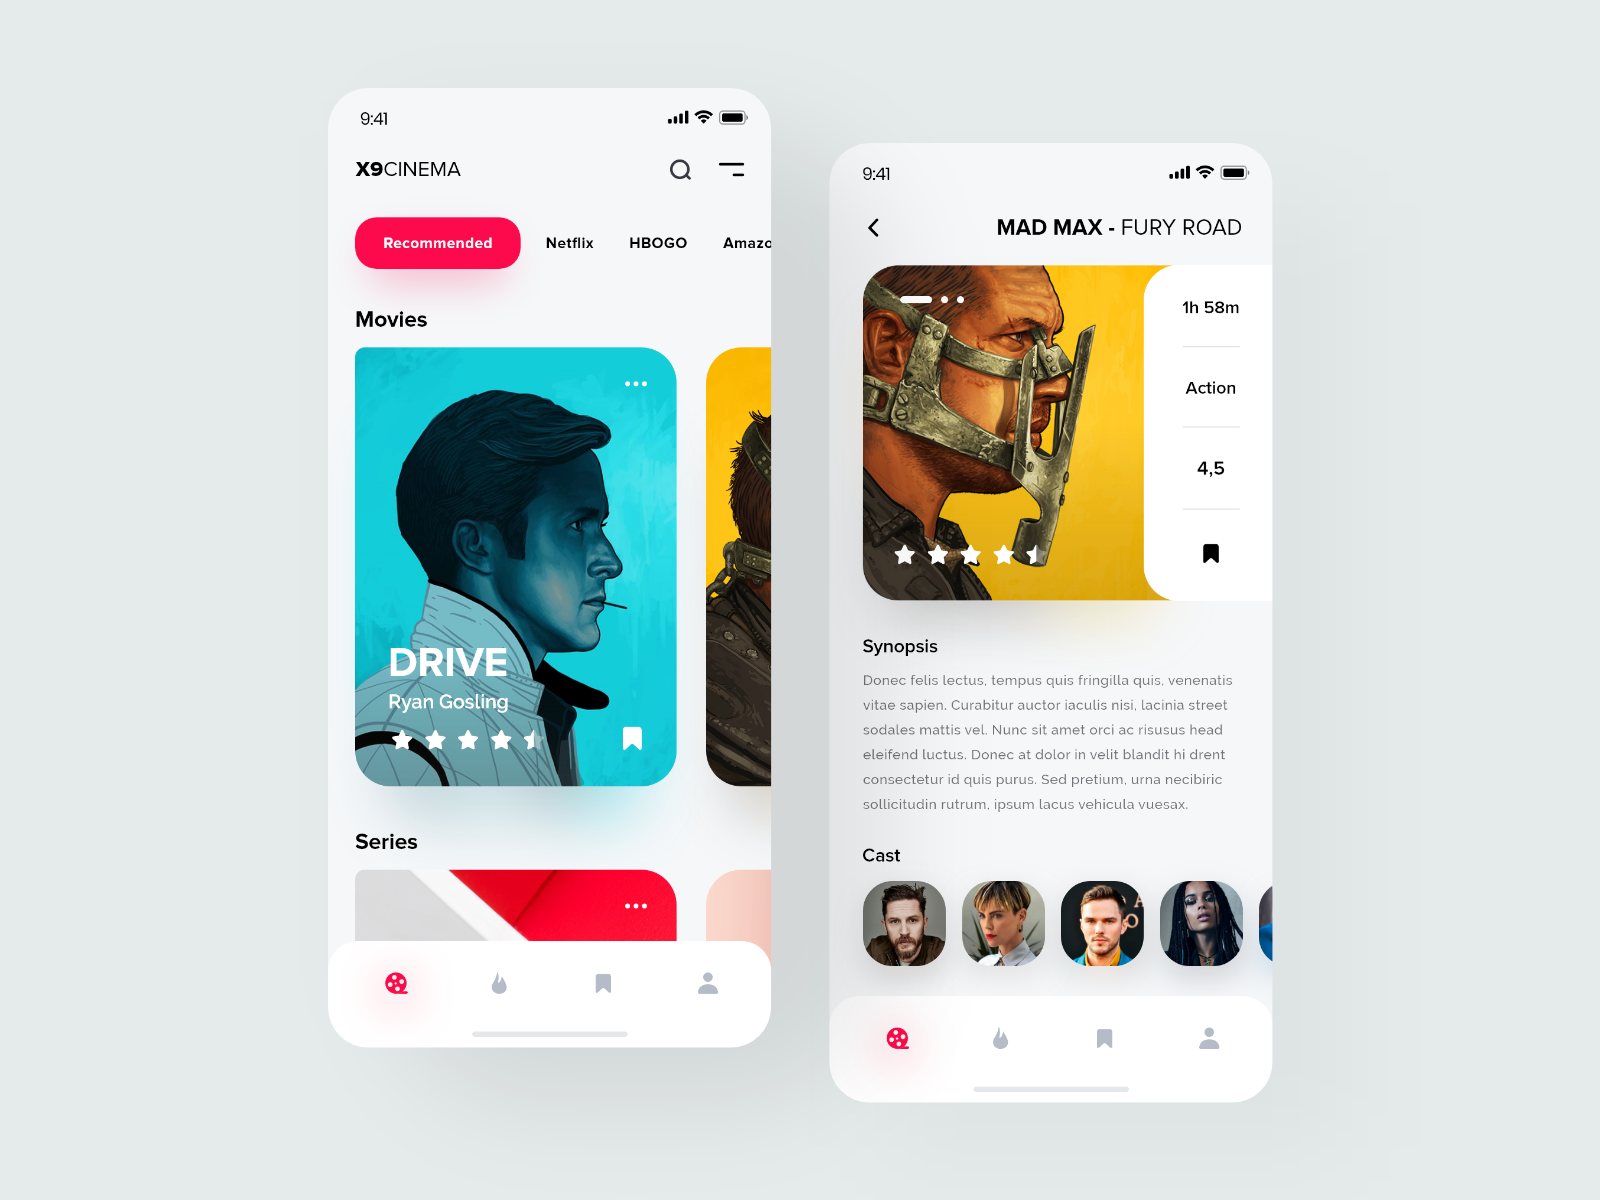 9:41
X9CINEMA
Recommended Netflix HBOGO Amazo
Movies
DRIVE
Ryan Gosling
Series
9:41
MAD MAX - FURY ROAD
1h 58m
Action
4,5
Synopsis
Donec felis lectus, tempus quis fringilla quis, venenatis
vitae sapien. Curabitur auctor iaculis nisi, lacinia street
sodales mattis vel. Nunc sit amet orci ac risusus head
eleifend luctus. Donec at dolor in velit blandit hi drent
consectetur id quis purus. Sed pretium, urna necibiric
sollicitudin rutrum, ipsum lacus vehicula vuesax.
Cast